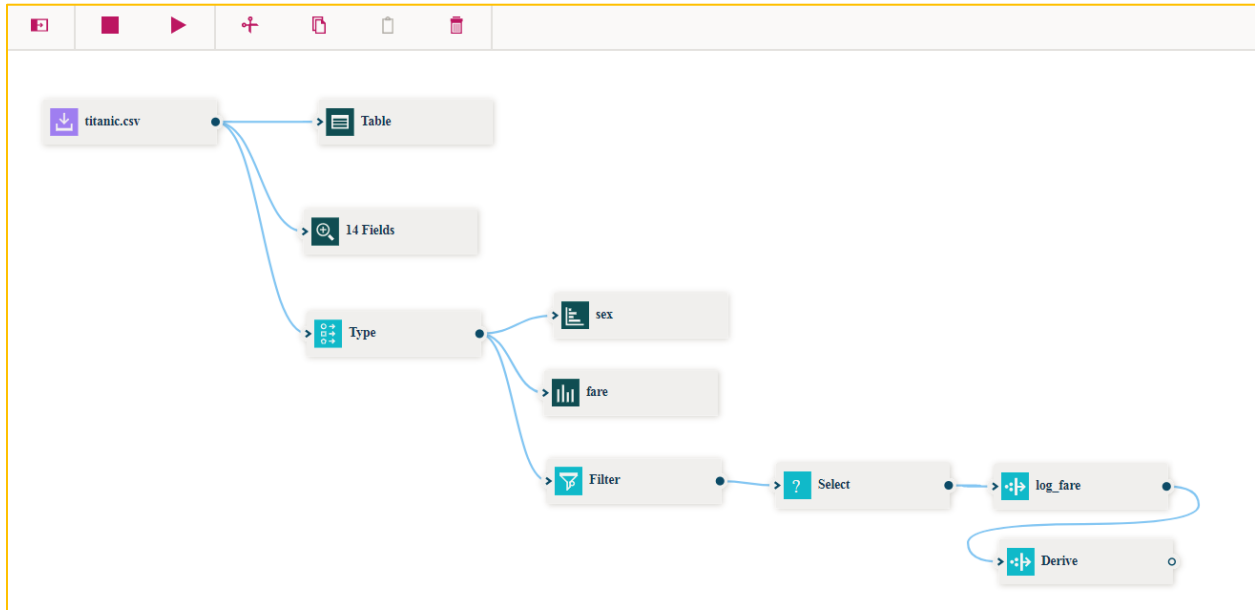 titanic.csv
Table
14 Fields
Type
sex
fare
Filter
? Select
log_fare
Derive